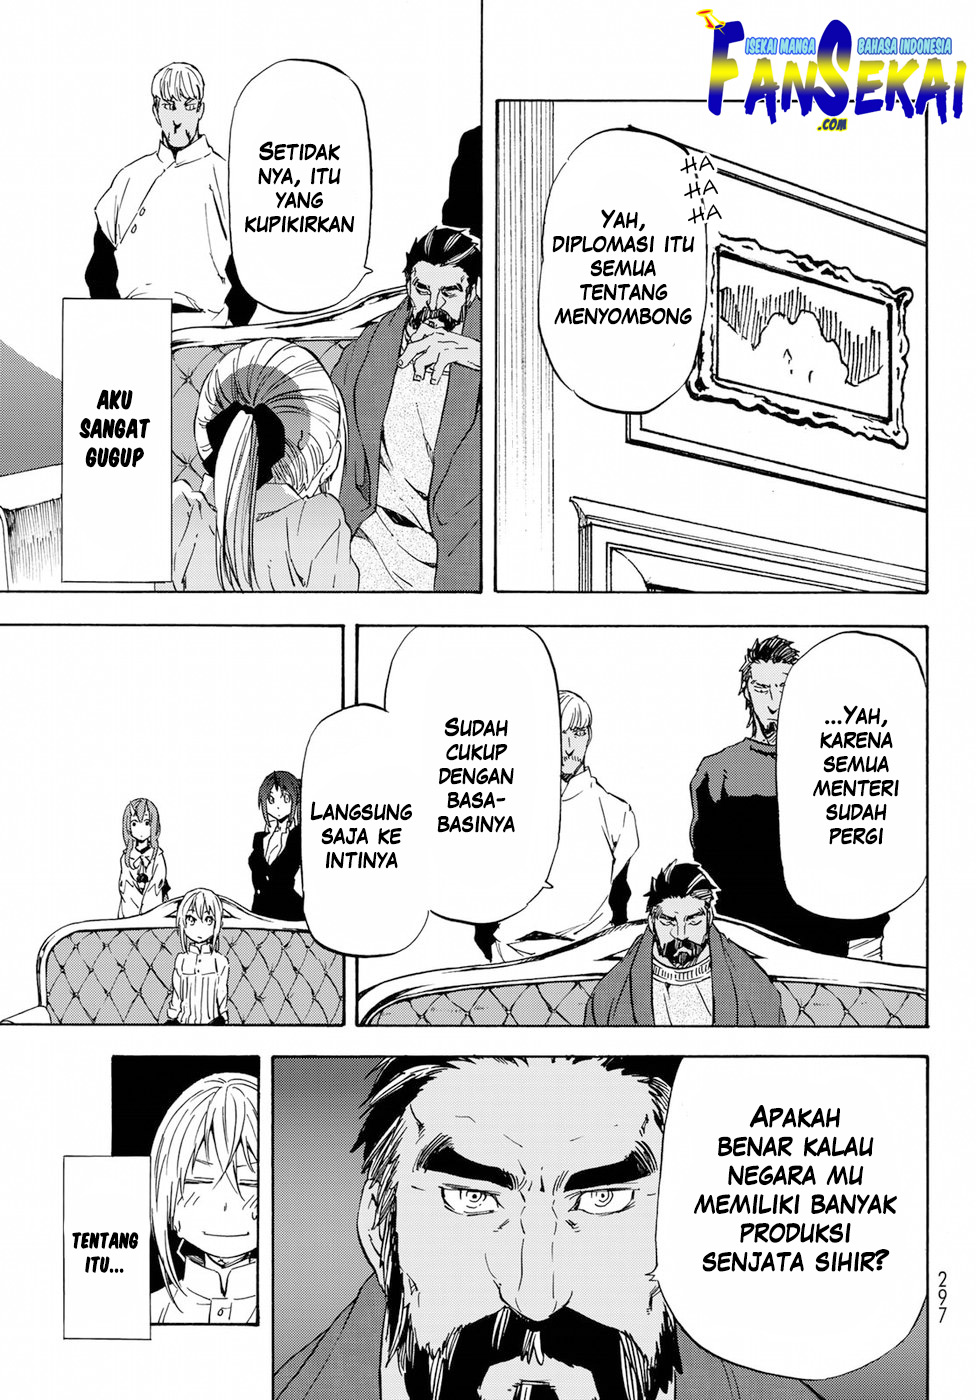 ISEKAI MANGA BAHASA INDONESIA
FANSEKAI
.COM
HA
HA
HA
YAH,
DIPLOMASI ITU
SEMUA
TENTANG
MENYOMBONG
SETIDAK
NYA, ITU
YANG
KUPIKIRKAN
AKU
SANGAT
GUGUP
...YAH,
KARENA
SEMUA
MENTERI
SUDAH
PERGI
SUDAH
CUKUP
DENGAN
BASA-
BASINYA
LANGSUNG
SAJA KE
INTINYA
APAKAH
BENAR KALAU
NEGARA MU
MEMILIKI BANYAK
PRODUKSI
SENJATA SIHIR?
TENTANG
ITU...
297